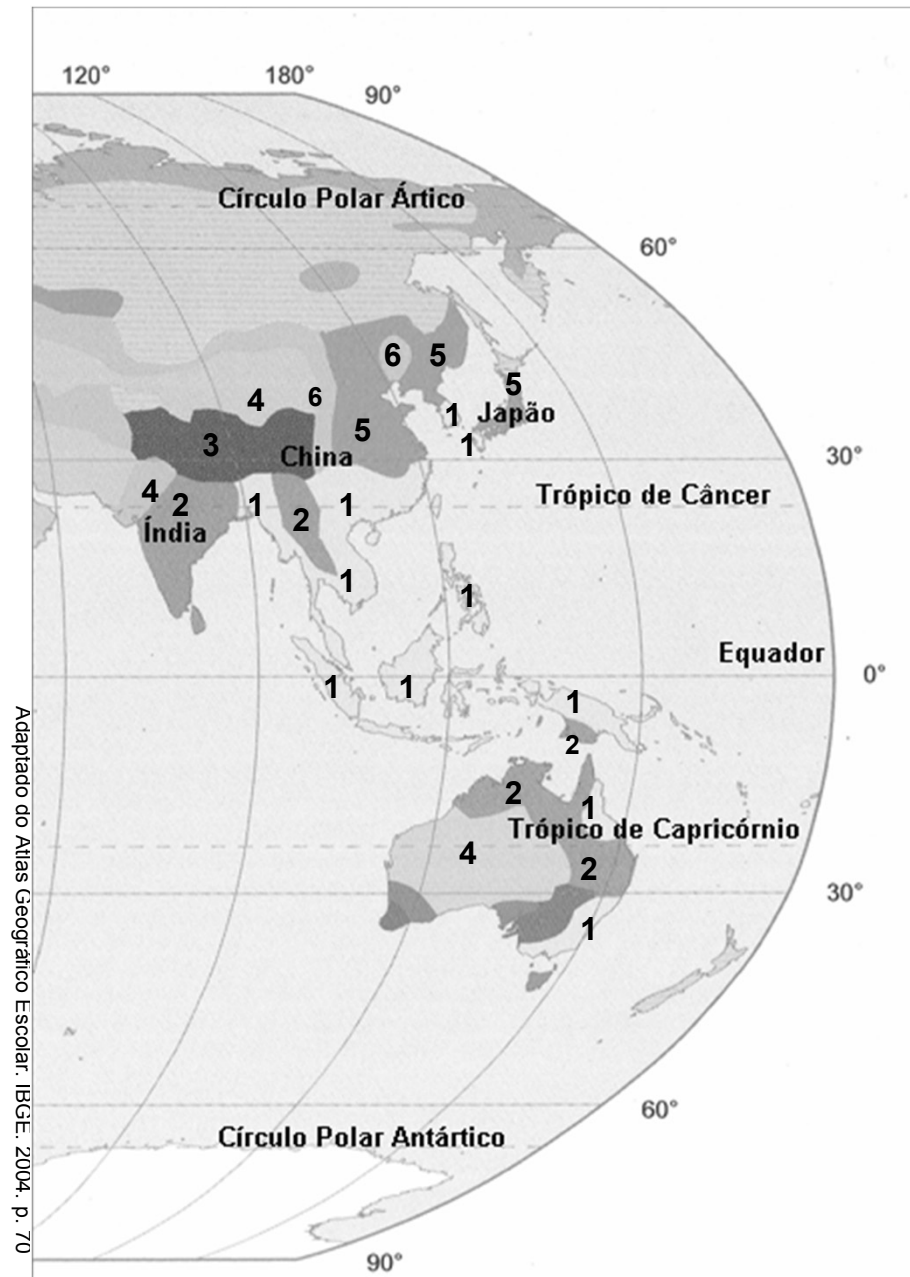 120° 180° 90°
Círculo Polar Ártico
60°
6 5
5
4 6
1 Japão
5
1
3
China
30°
4
Trópico de Câncer
2 1 1
2
Índia
1
1
Equador
0°
1 1
1
2
2
1
Trópico de Capricórnio
4
2
30°
1
60°
Círculo Polar Antártico
90°
Adaptado do Atlas Geográfico Escolar. IBGE. 2004. p. 70